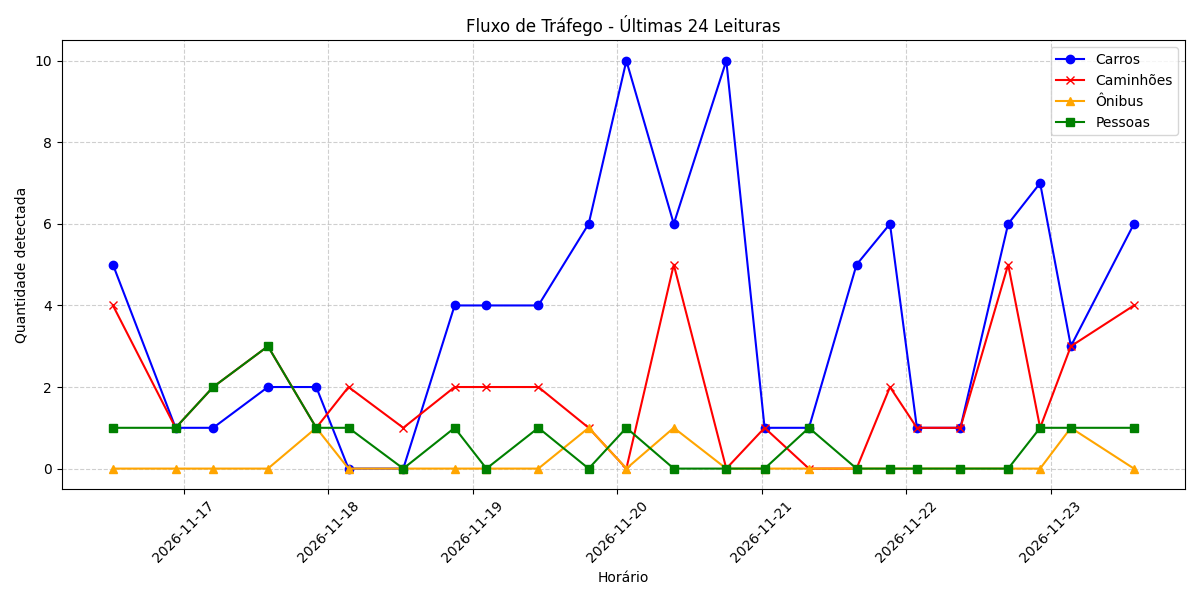 Fluxo de Tráfego - Últimas 24 Leituras
Carros
Caminhões
Ônibus
Pessoas
Quantidade detectada
10
8
6
4
2
0
2026-11-17
2026-11-18
2026-11-19
2026-11-20
2026-11-21
2026-11-22
2026-11-23
Horário